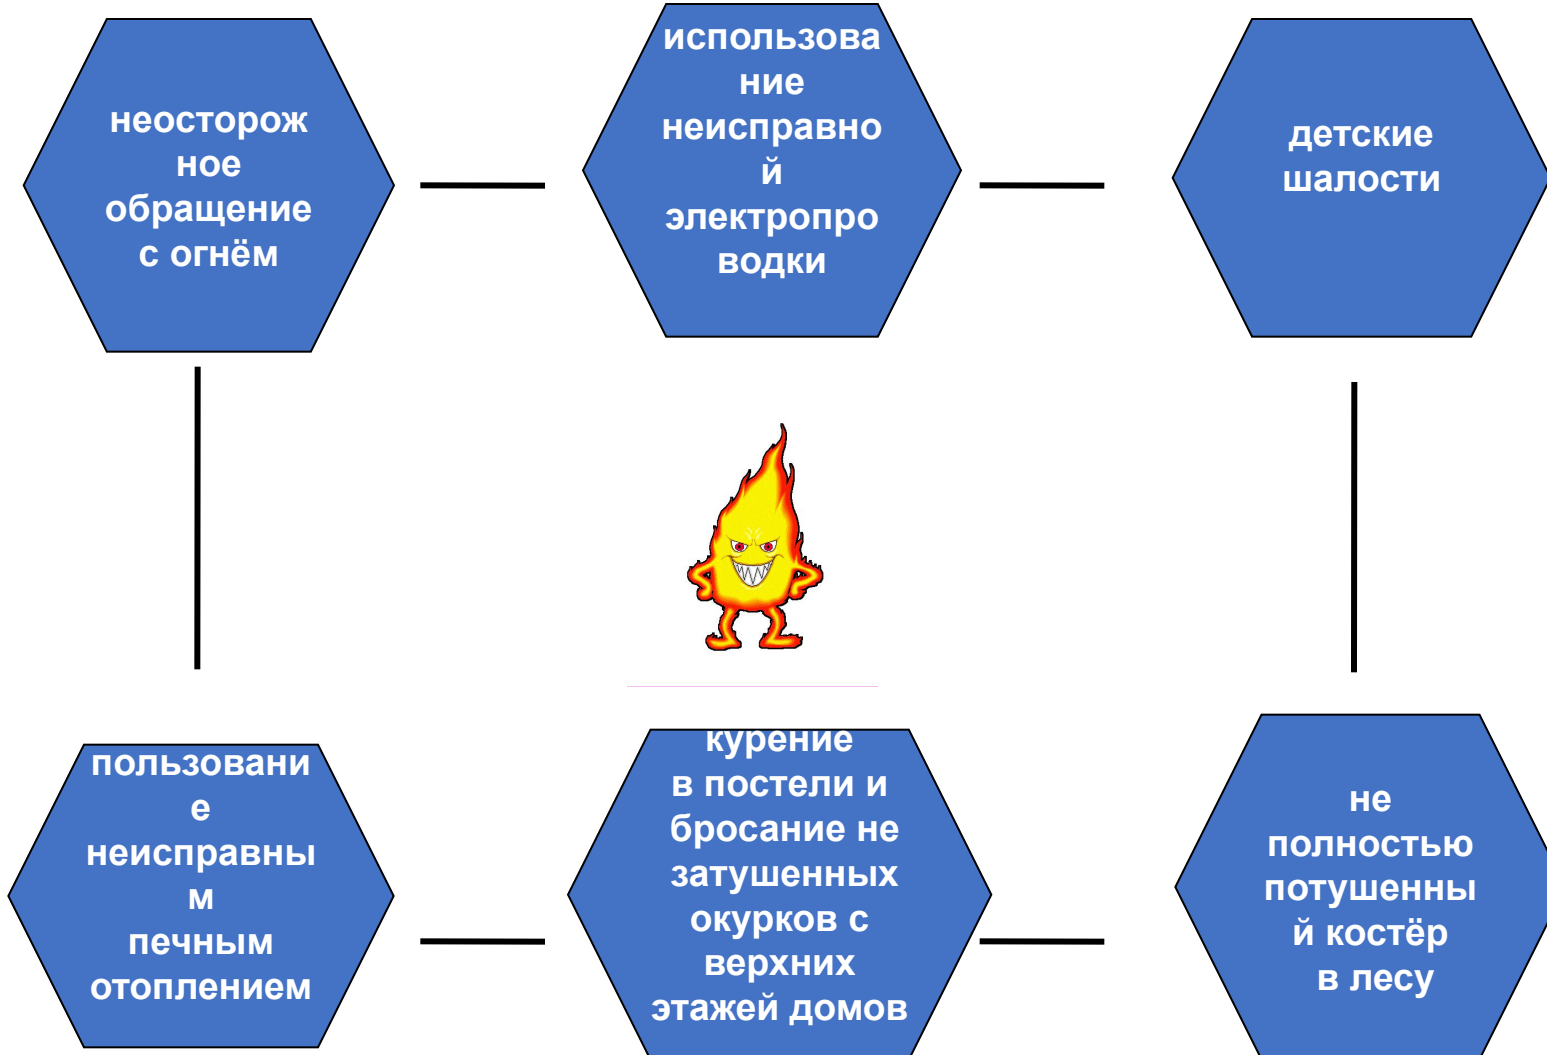 неосторож
ное
обращение
с огнём
использова
ние
неисправно
й
электропро
водки
детские
шалости
пользовани
е
неисправны
м
печным
отоплением
курение
в постели и
бросание не
затушенных
окурков с
верхних
этажей домов
не
полностью
потушенны
й костёр
в лесу